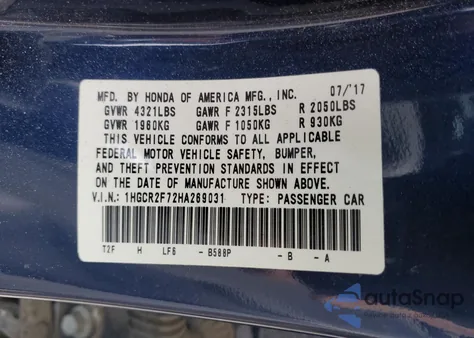 MFD. BY HONDA OF AMERICA MFG., INC. 07/'17
GVWR 4321LBS GAWR F 2315LBS R 2050LBS
GVWR 1960KG GAWR F 1050KG R 930KG
THIS VEHICLE CONFORMS TO ALL APPLICABLE
FEDERAL MOTOR VEHICLE SAFETY, BUMPER,
AND THEFT PREVENTION STANDARDS IN EFFECT
ON THE DATE OF MANUFACTURE SHOWN ABOVE.
V.I.N.: 1HGCR2F72HA269031 TYPE: PASSENGER CAR
T2F H LF6 -B588P -B -A
autoSnap